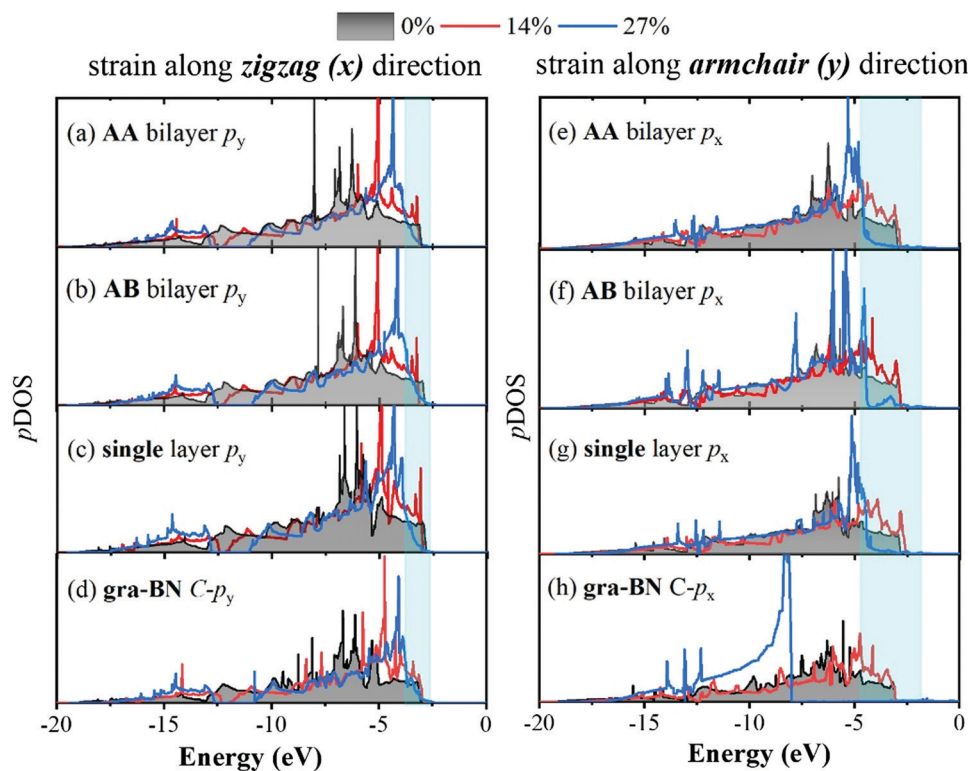 0% 14% 27%
strain along zigzag (x) direction
strain along armchair (y) direction
(a) AA bilayer py
(b) AB bilayer py
(c) single layer py
(d) gra-BN C-py
pDOS
-20 -15 -10 -5 0
Energy (eV)
(e) AA bilayer px
(f) AB bilayer px
(g) single layer px
(h) gra-BN C-px
pDOS
-20 -15 -10 -5 0
Energy (eV)